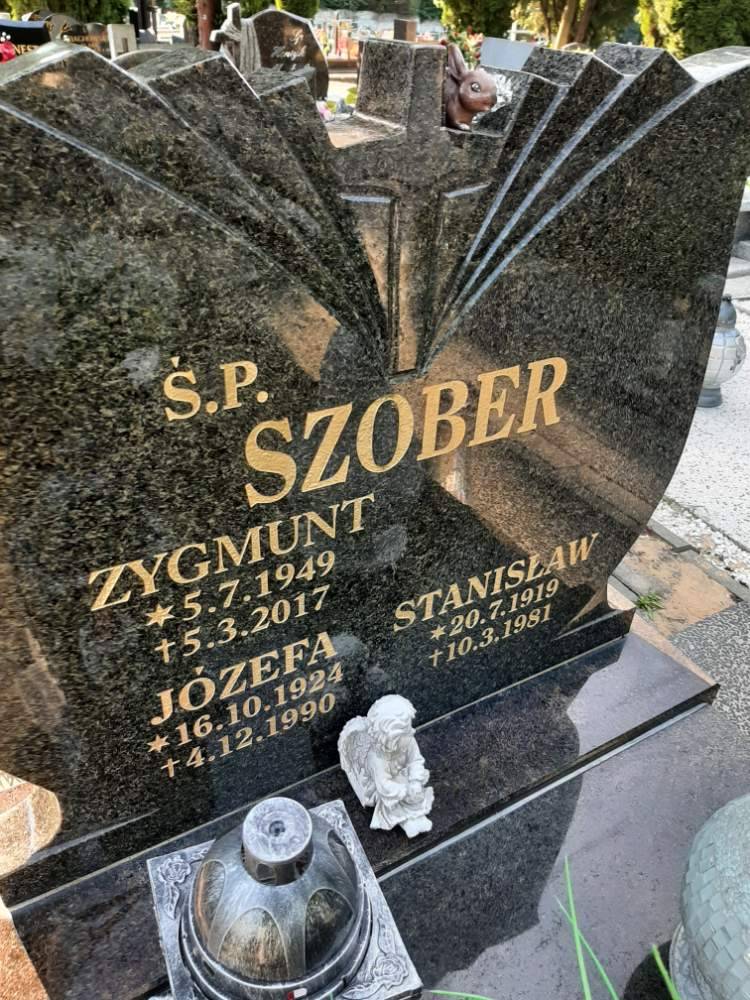 Ś.P.
SZOBER
ZYGMUNT
*5.7.1949
†5.3.2017
JÓZEFA
*16.10.1924
†4.12.1990
STANISŁAW
*20.7.1919
†10.3.1981